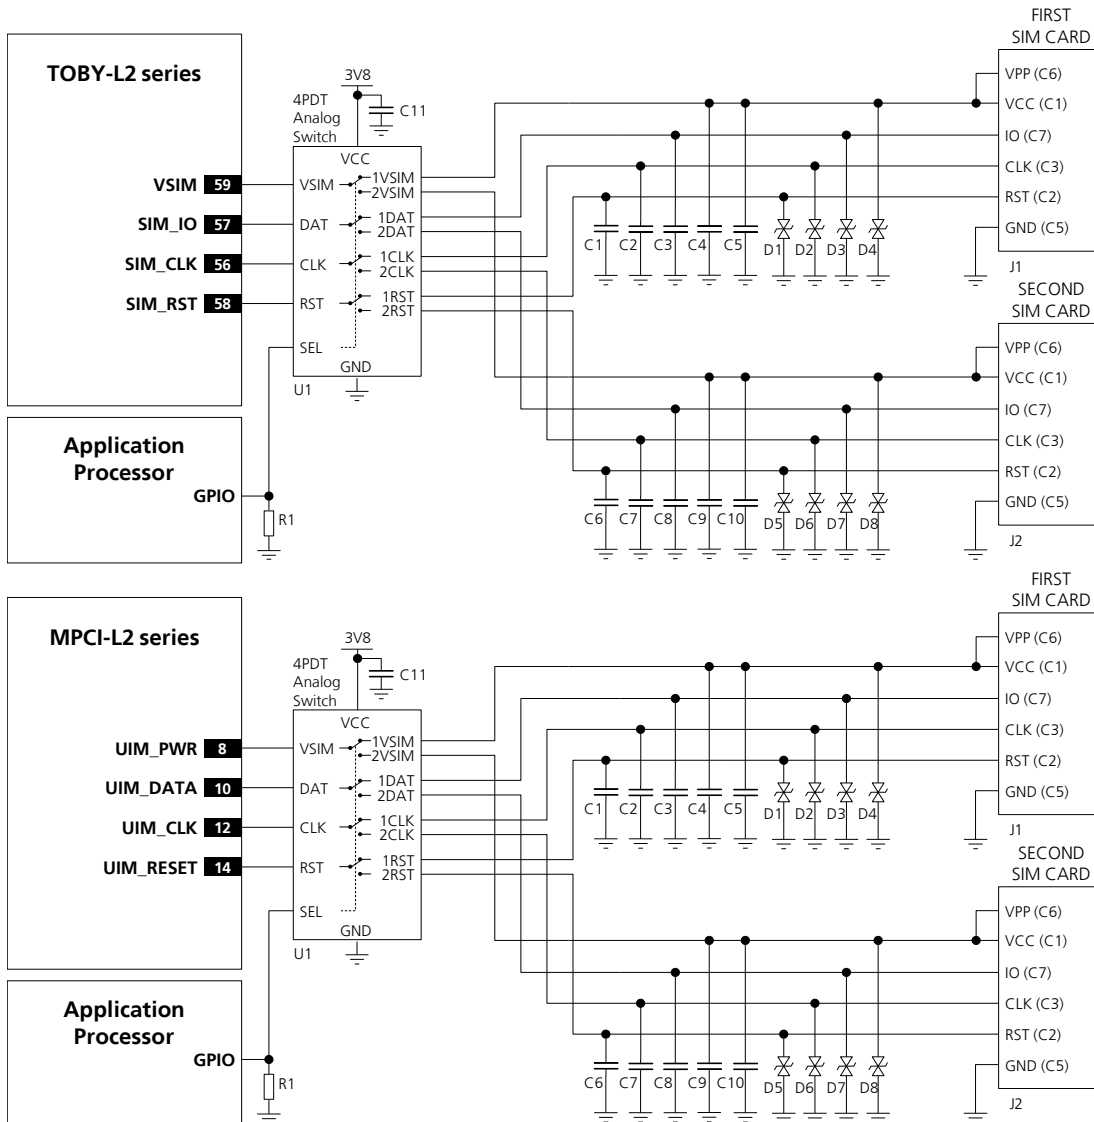 FIRST
SIM CARD
TOBY-L2 series
3V8
4PDT
Analog
Switch
C11
VCC
VPP (C6)
VCC (C1)
IO (C7)
CLK (C3)
RST (C2)
GND (C5)
J1
VSIM 59
SIM_IO 57
SIM_CLK 56
SIM_RST 58
VSIM
DAT
CLK
RST
SEL
GND
U1
1VSIM
2VSIM
1DAT
2DAT
1CLK
2CLK
1RST
2RST
C1 C2 C3 C4 C5 D1 D2 D3 D4
SECOND
SIM CARD
VPP (C6)
VCC (C1)
IO (C7)
CLK (C3)
RST (C2)
GND (C5)
J2
Application
Processor
GPIO
R1
C6 C7 C8 C9 C10 D5 D6 D7 D8
FIRST
SIM CARD
MPCI-L2 series
3V8
4PDT
Analog
Switch
C11
VCC
VPP (C6)
VCC (C1)
IO (C7)
CLK (C3)
RST (C2)
GND (C5)
J1
UIM_PWR 8
UIM_DATA 10
UIM_CLK 12
UIM_RESET 14
VSIM
DAT
CLK
RST
SEL
GND
U1
1VSIM
2VSIM
1DAT
2DAT
1CLK
2CLK
1RST
2RST
C1 C2 C3 C4 C5 D1 D2 D3 D4
SECOND
SIM CARD
VPP (C6)
VCC (C1)
IO (C7)
CLK (C3)
RST (C2)
GND (C5)
J2
Application
Processor
GPIO
R1
C6 C7 C8 C9 C10 D5 D6 D7 D8